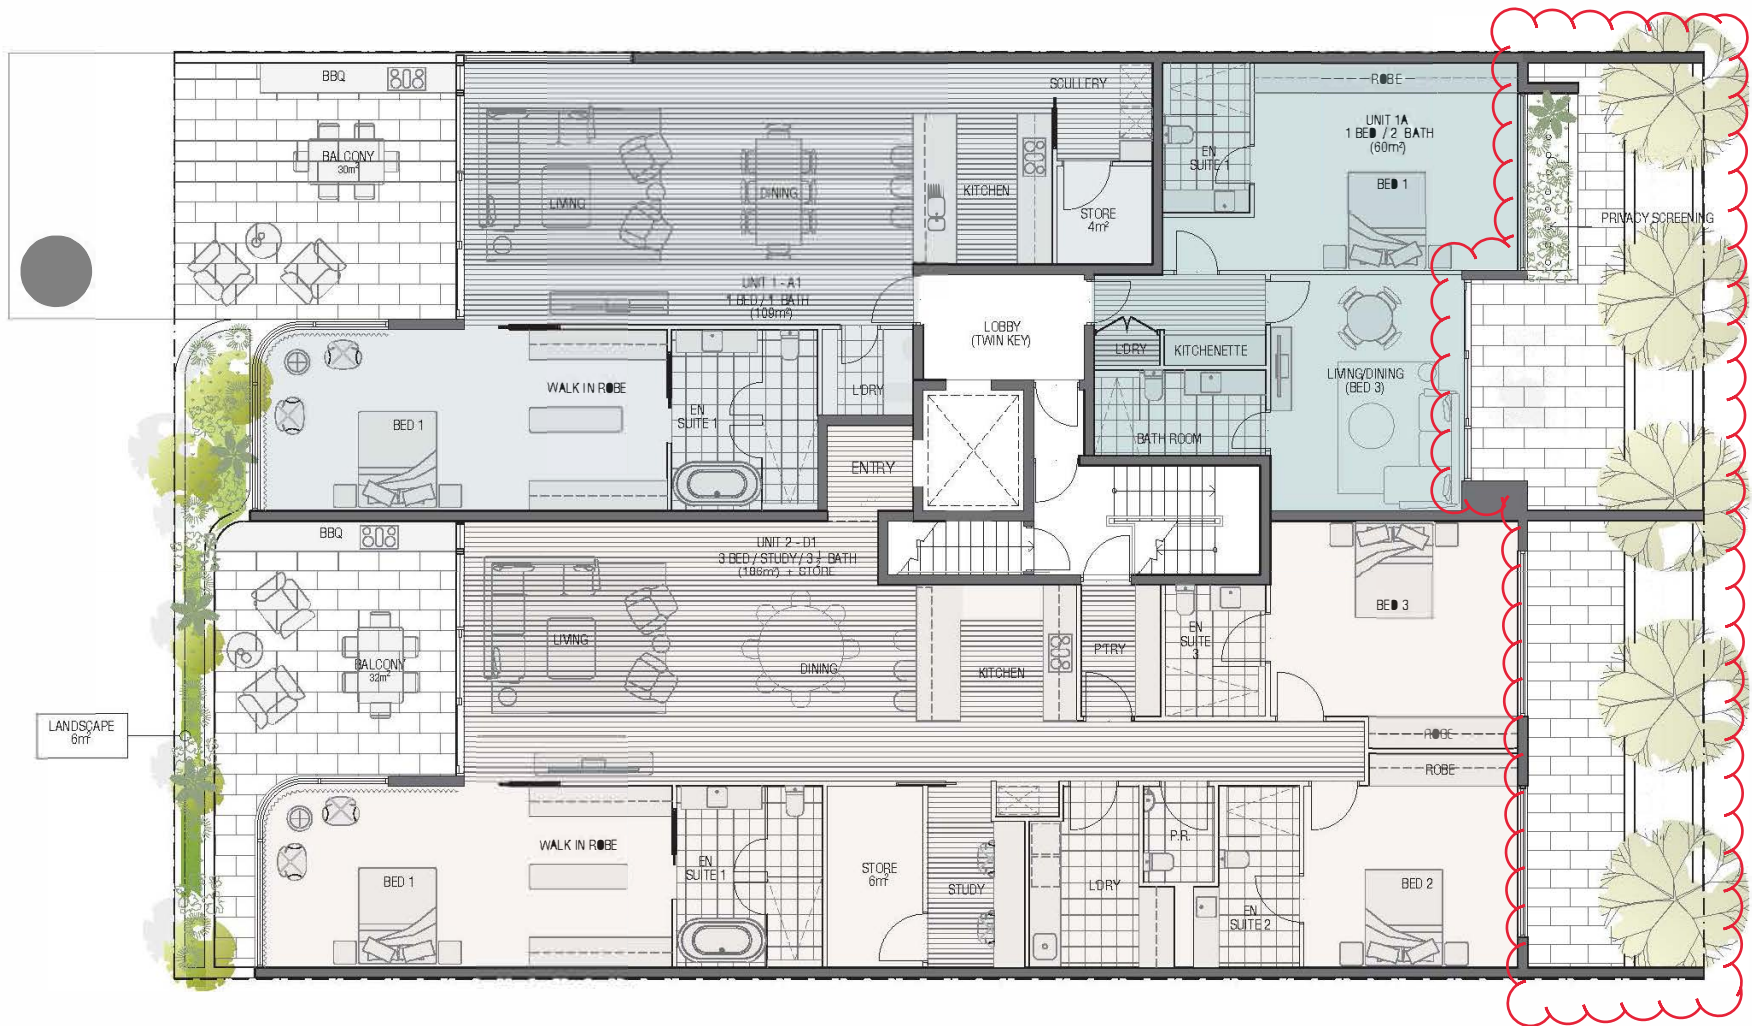 BBQ
BALCONY
30m²
LIVING
DINING
KITCHEN
SCULLERY
STORE
4m²
UNIT 1 - A1
1 BED / 1 BATH
(109m²)
EN
SUITE 1
ROBE
UNIT 1A
1 BED / 2 BATH
(60m²)
BED 1
PRIVACY SCREENING
LOBBY
(TWIN KEY)
L'DRY
KITCHENETTE
LIVING/DINING
(BED 3)
BATH ROOM
BED 1
WALK IN ROBE
EN
SUITE 1
L'DRY
ENTRY
BBQ
BALCONY
32m²
LANDSCAPE
6m²
UNIT 2 - D1
3 BED / STUDY / 3 ½ BATH
(186m²) + STORE
LIVING
DINING
KITCHEN
P'TRY
EN
SUITE
3
BED 3
ROBE
ROBE
BED 1
WALK IN ROBE
EN
SUITE 1
STORE
6m²
STUDY
L'DRY
P.R.
EN
SUITE 2
BED 2